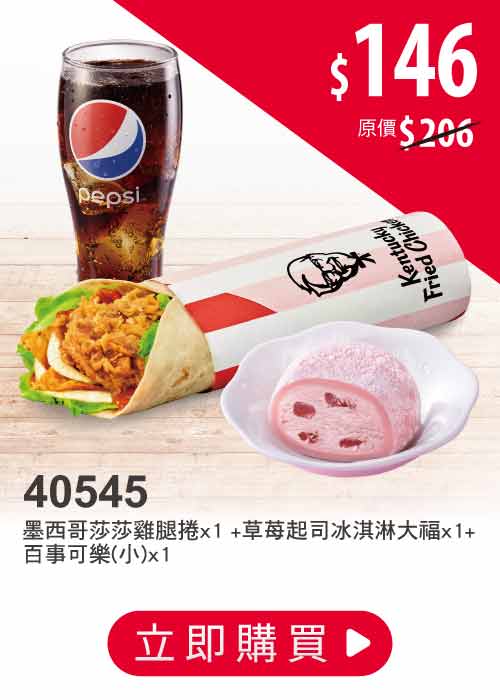 $146
原價$206
pepsi
Kentucky
Fried Chicken
40545
墨西哥莎莎雞腿捲x1 +草莓起司冰淇淋大福x1+
百事可樂(小)x1
立即購買